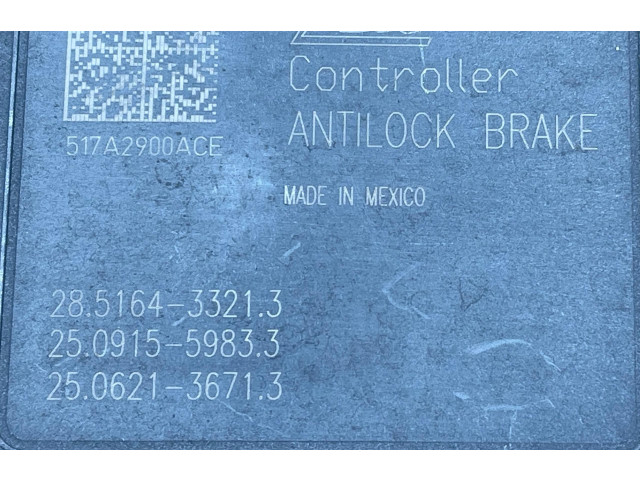 Controller
ANTILOCK BRAKE
517A2900ACE
MADE IN MEXICO
28.5164-3321.3
25.0915-5983.3
25.0621-3671.3